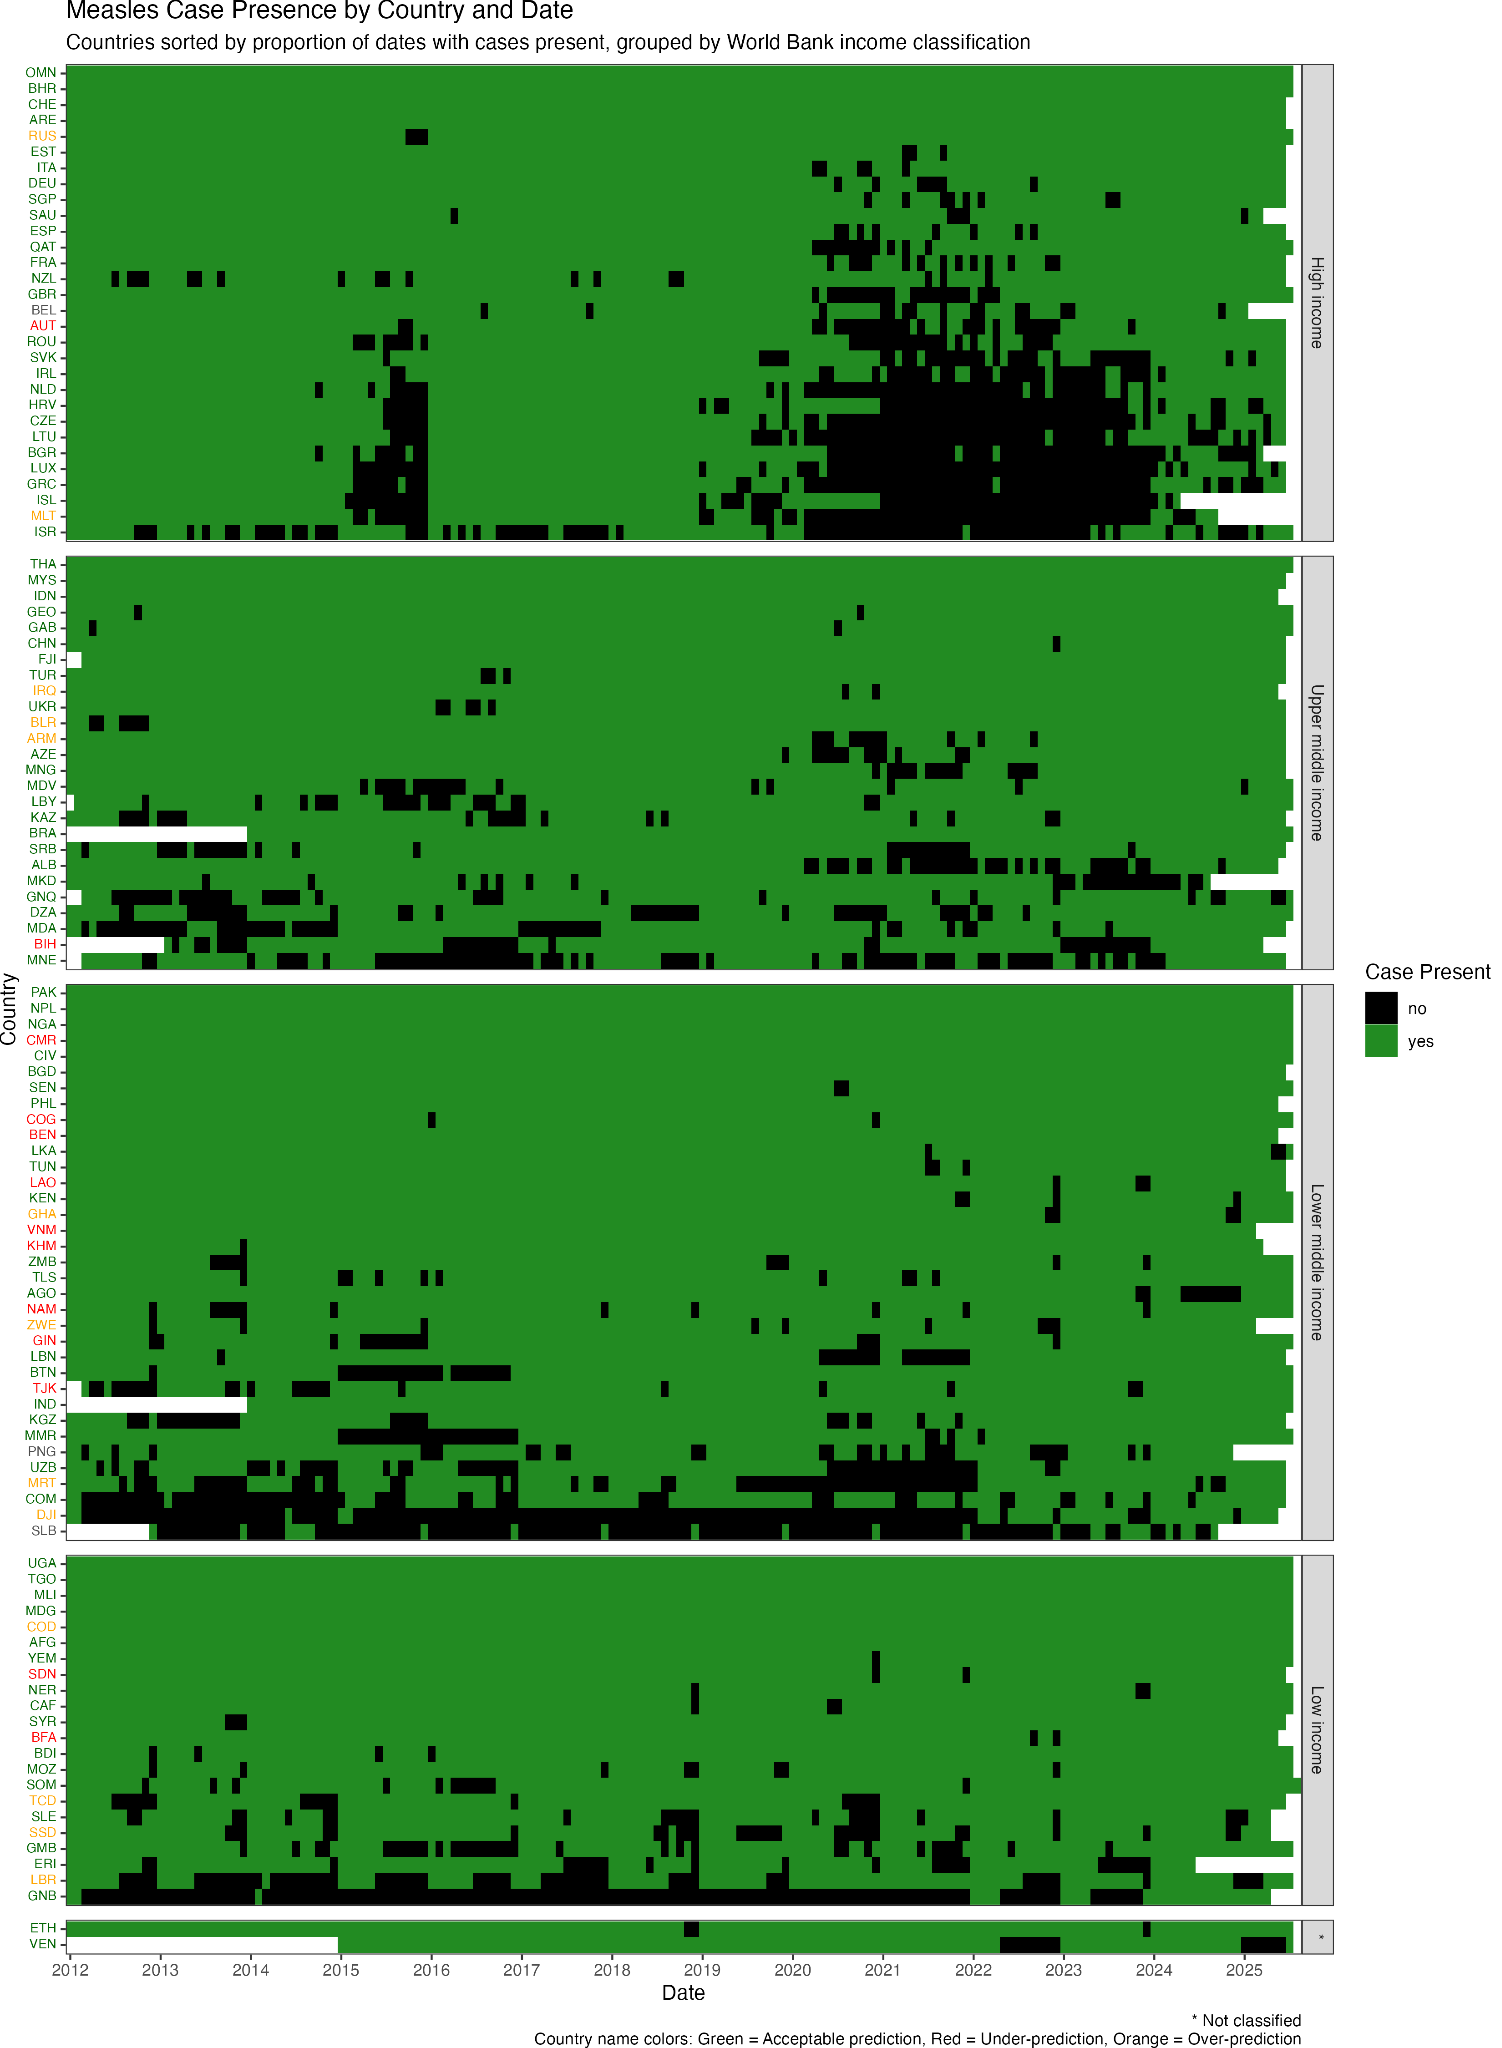 Measles Case Presence by Country and Date
Countries sorted by proportion of dates with cases present, grouped by World Bank income classification
OMN
BHR
CHE
ARE
RUS
EST
ITA
DEU
SGP
SAU
ESP
QAT
FRA
NZL
GBR
BEL
AUT
ROU
SVK
IRL
NLD
HRV
CZE
LTU
BGR
LUX
GRC
ISL
MLT
ISR
High income
THA
MYS
IDN
GEO
GAB
CHN
FJI
TUR
IRQ
UKR
BLR
ARM
AZE
MNG
MDV
LBY
KAZ
BRA
SRB
ALB
MKD
GNQ
DZA
MDA
BIH
MNE
Upper middle income
Country
PAK
NPL
NGA
CMR
CIV
BGD
SEN
PHL
COG
BEN
LKA
TUN
LAO
KEN
GHA
VNM
KHM
ZMB
TLS
AGO
NAM
ZWE
GIN
LBN
BTN
TJK
IND
KGZ
MMR
PNG
UZB
MRT
COM
DJI
SLB
Lower middle income
UGA
TGO
MLI
MDG
COD
AFG
YEM
SDN
NER
CAF
SYR
BFA
BDI
MOZ
SOM
TCD
SLE
SSD
GMB
ERI
LBR
GNB
Low income
ETH
VEN
*
2012 2013 2014 2015 2016 2017 2018 2019 2020 2021 2022 2023 2024 2025
Date
Case Present
no
yes
* Not classified
Country name colors: Green = Acceptable prediction, Red = Under-prediction, Orange = Over-prediction